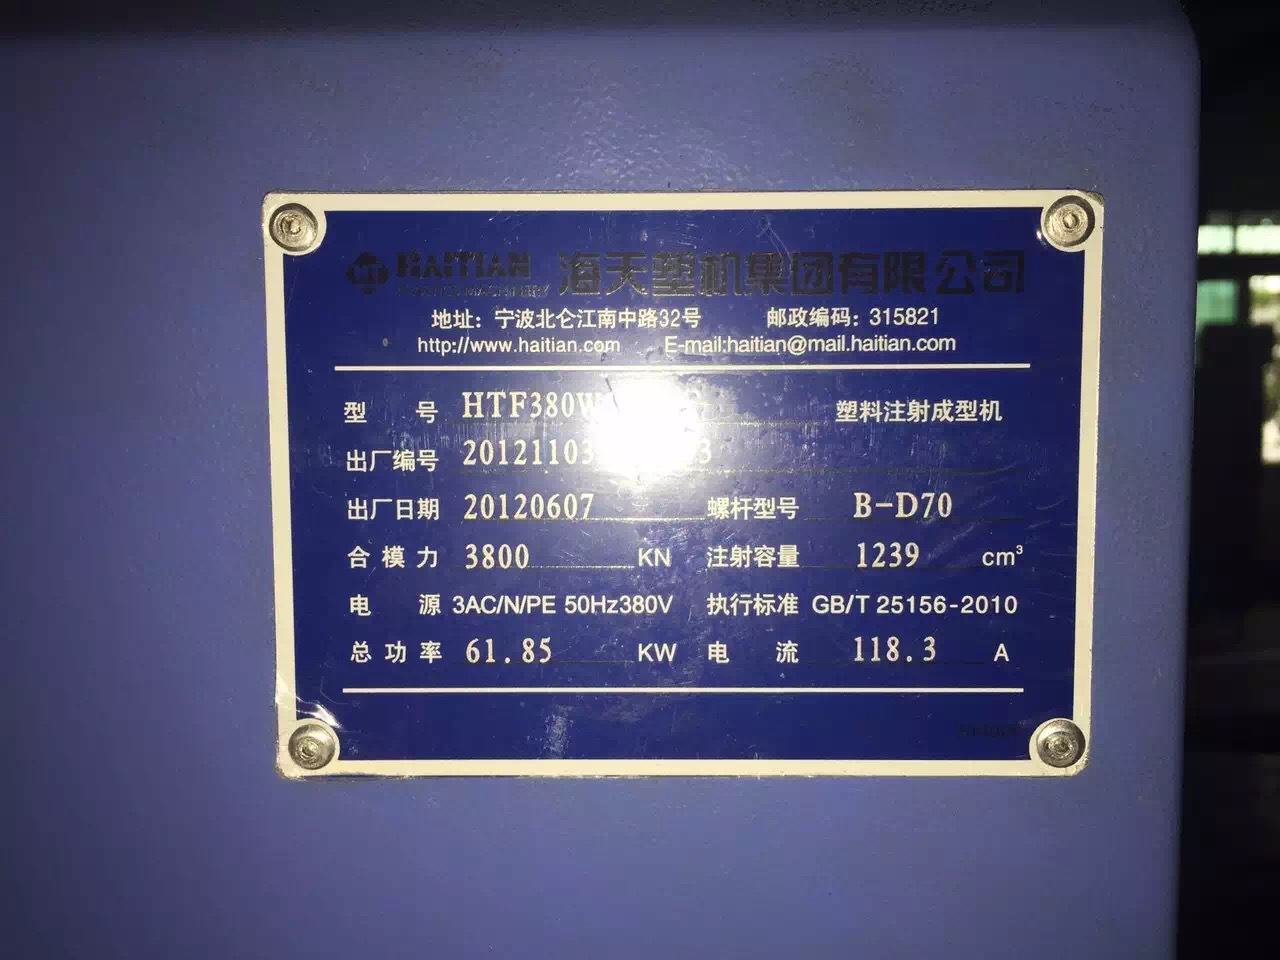 HAITIAN 海天塑机集团有限公司
PLASTICS MACHINERY
地址：宁波北仑江南中路32号 邮政编码：315821
http://www.haitian.com E-mail:haitian@mail.haitian.com
型 号 HTF380W 塑料注射成型机
出厂编号 20121103 3
出厂日期 20120607 螺杆型号 B-D70
合模力 3800 KN 注射容量 1239 cm³
电 源 3AC/N/PE 50Hz380V 执行标准 GB/T 25156-2010
总功率 61.85 KW 电 流 118.3 A